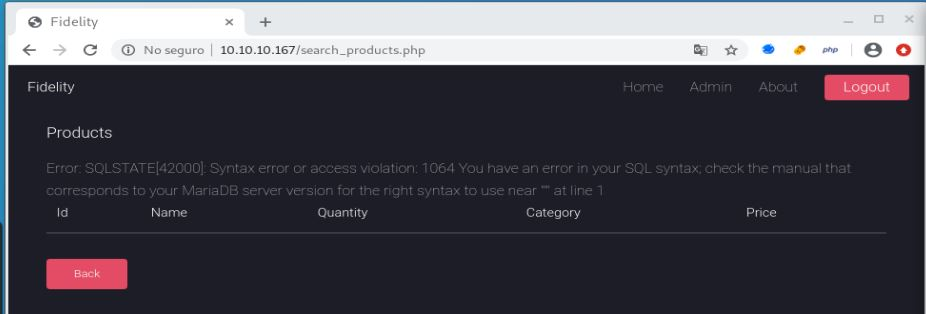 Fidelity
No seguro | 10.10.10.167/search_products.php
php
Fidelity Home Admin About Logout
Products
Error: SQLSTATE[42000]: Syntax error or access violation: 1064 You have an error in your SQL syntax; check the manual that
corresponds to your MariaDB server version for the right syntax to use near ''' at line 1
Id Name Quantity Category Price
Back